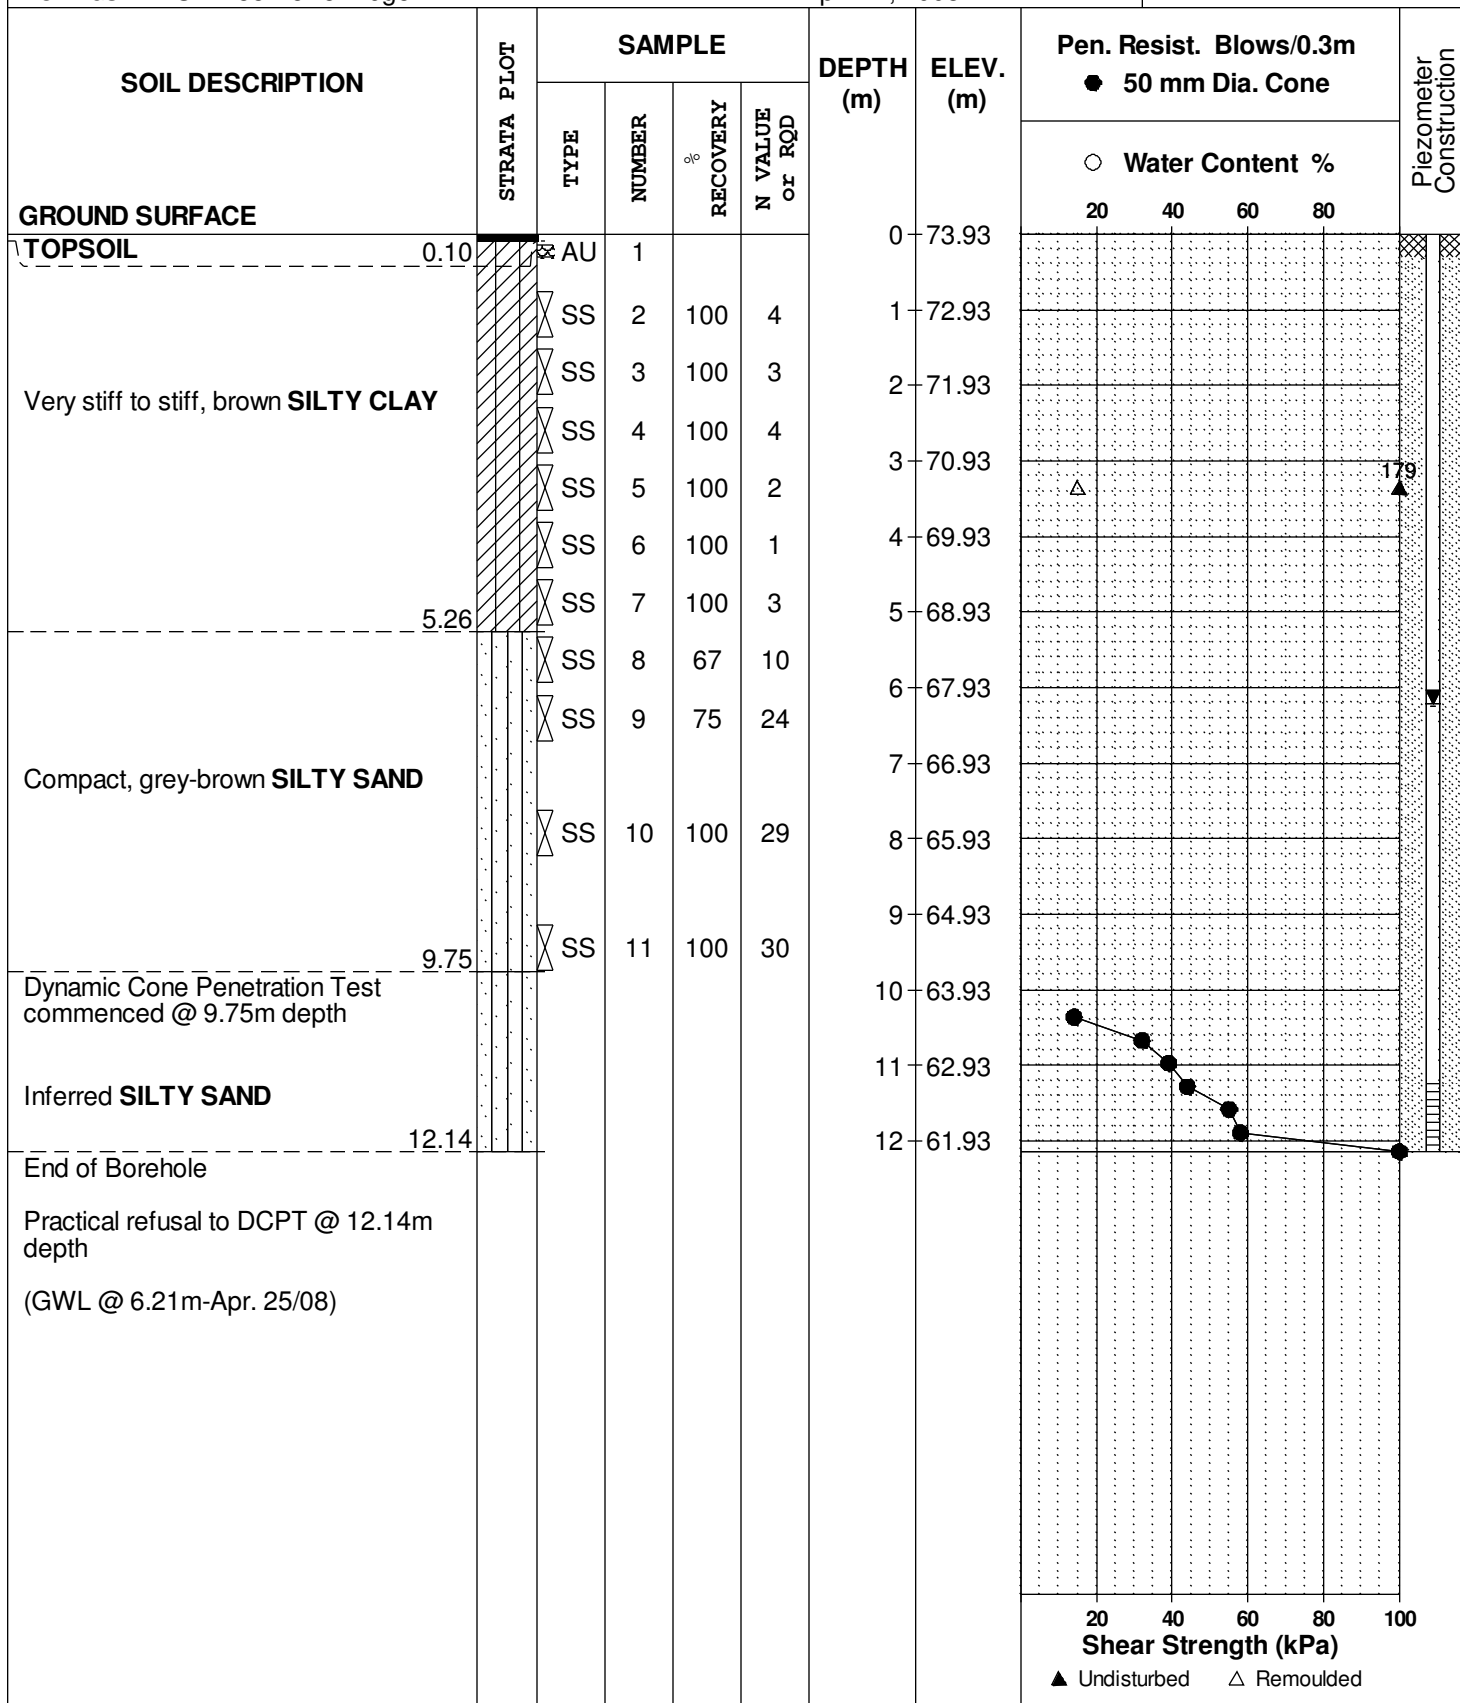 SOIL DESCRIPTION
STRATA PLOT
SAMPLE
TYPE
NUMBER
% RECOVERY
N VALUE or RQD
DEPTH (m)
ELEV. (m)
Pen. Resist. Blows/0.3m
● 50 mm Dia. Cone
○ Water Content %
20 40 60 80
Piezometer Construction
GROUND SURFACE
0 73.93
TOPSOIL 0.10
AU 1
SS 2 100 4
1 72.93
SS 3 100 3
2 71.93
Very stiff to stiff, brown SILTY CLAY
SS 4 100 4
3 70.93
179
SS 5 100 2
SS 6 100 1
4 69.93
SS 7 100 3
5 68.93
5.26
SS 8 67 10
6 67.93
SS 9 75 24
7 66.93
Compact, grey-brown SILTY SAND
SS 10 100 29
8 65.93
9 64.93
SS 11 100 30
9.75
Dynamic Cone Penetration Test
commenced @ 9.75m depth
10 63.93
11 62.93
Inferred SILTY SAND
12.14
12 61.93
End of Borehole
Practical refusal to DCPT @ 12.14m
depth
(GWL @ 6.21m-Apr. 25/08)
20 40 60 80 100
Shear Strength (kPa)
▲ Undisturbed △ Remoulded